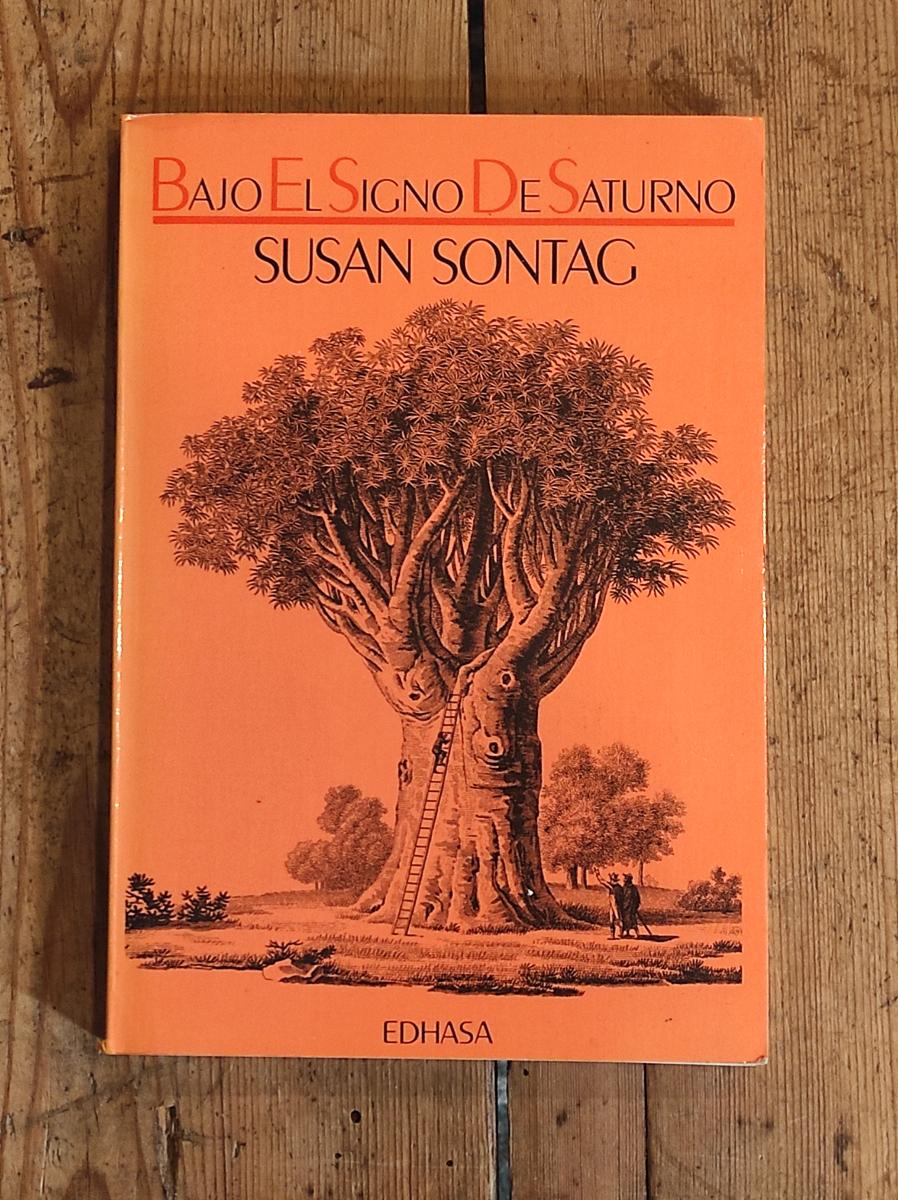 Bajo El Signo De Saturno
SUSAN SONTAG
EDHASA